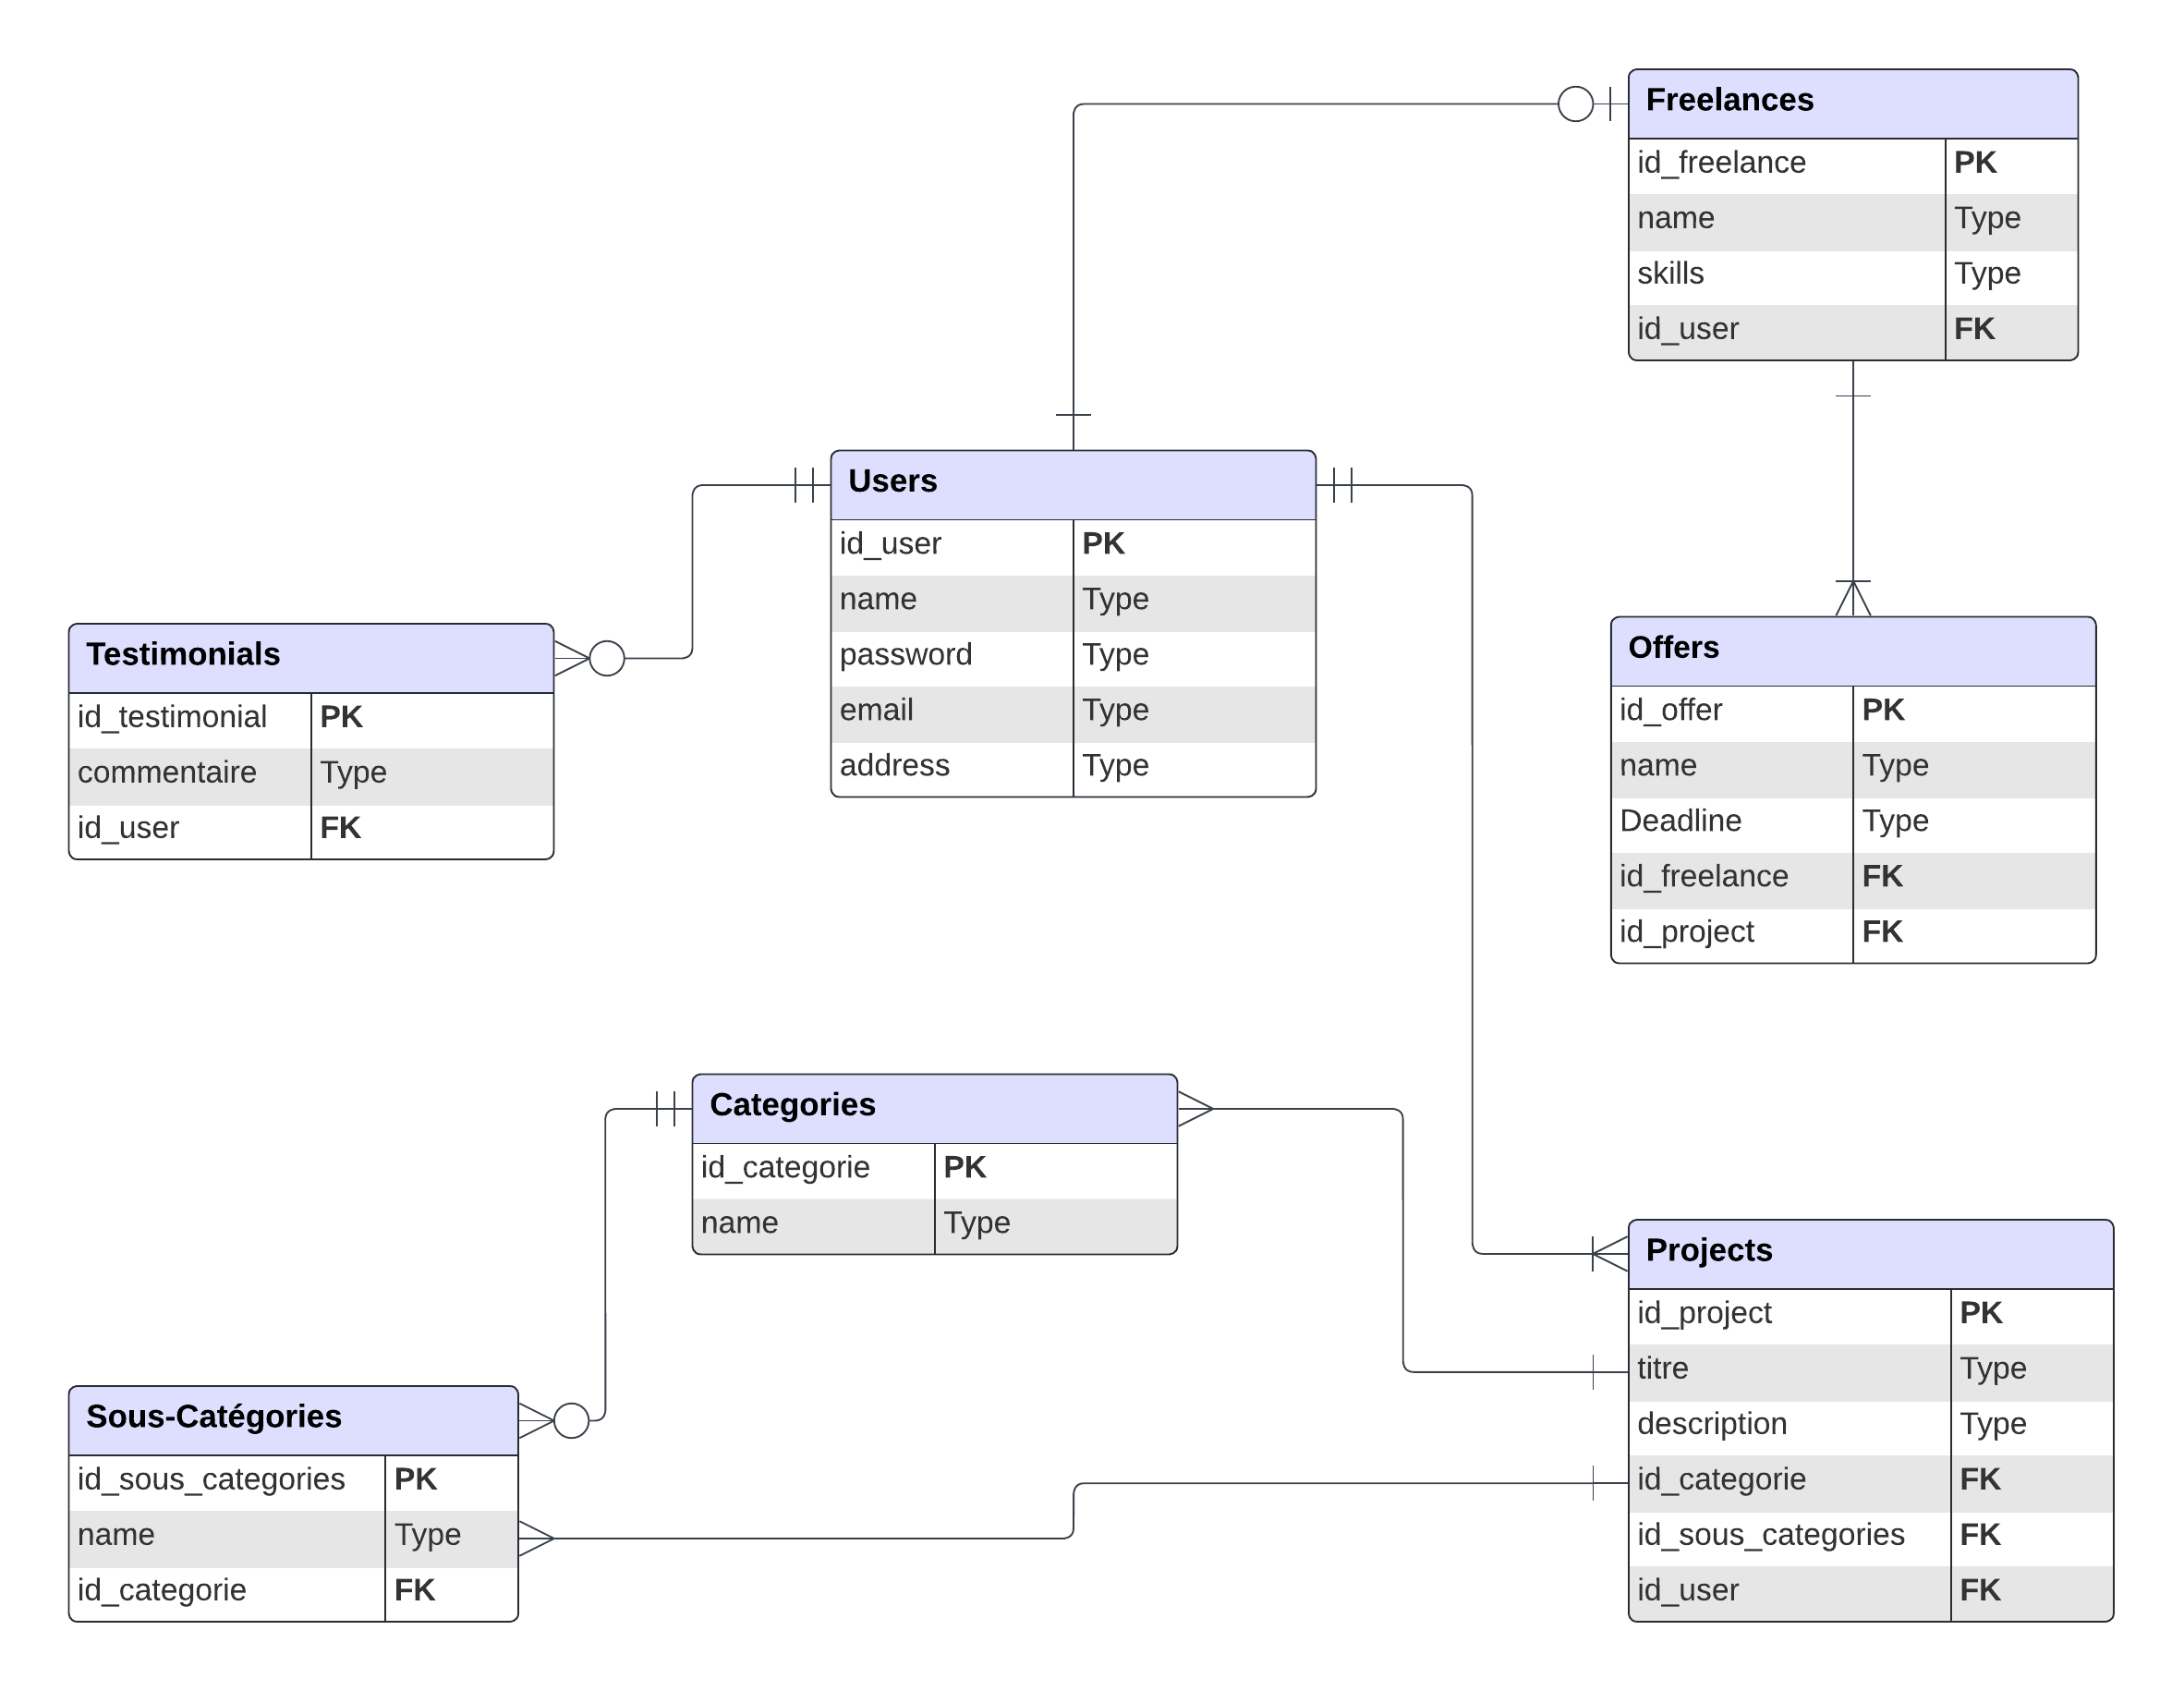 Freelances
id_freelance PK
name Type
skills Type
id_user FK
Users
id_user PK
name Type
password Type
email Type
address Type
Testimonials
id_testimonial PK
commentaire Type
id_user FK
Offers
id_offer PK
name Type
Deadline Type
id_freelance FK
id_project FK
Categories
id_categorie PK
name Type
Projects
id_project PK
titre Type
description Type
id_categorie FK
id_sous_categories FK
id_user FK
Sous-Catégories
id_sous_categories PK
name Type
id_categorie FK